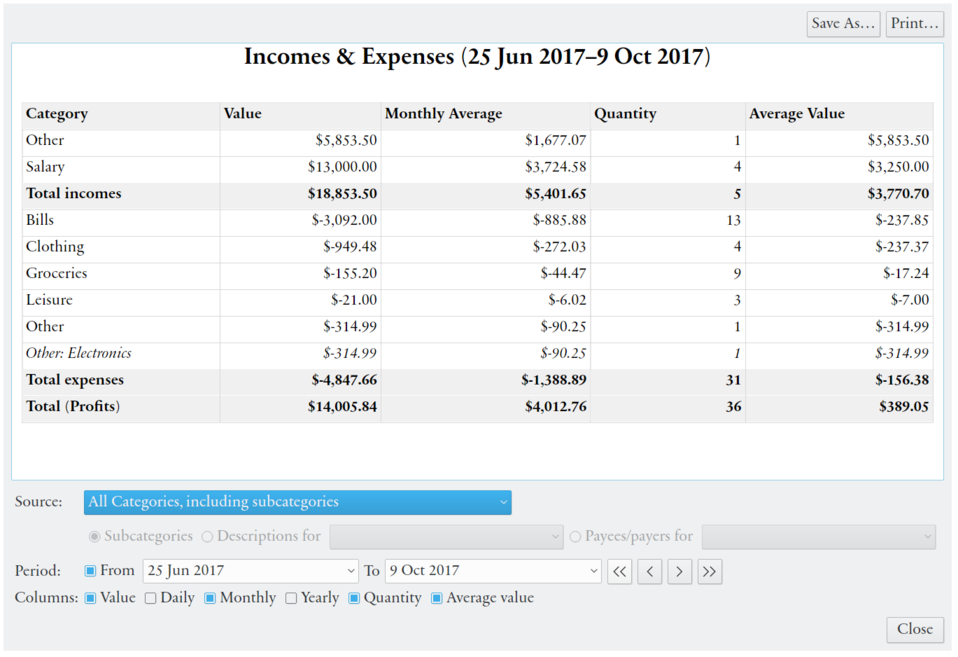 Save As... Print...
Incomes & Expenses (25 Jun 2017–9 Oct 2017)
Category Value Monthly Average Quantity Average Value
Other $5,853.50 $1,677.07 1 $5,853.50
Salary $13,000.00 $3,724.58 4 $3,250.00
Total incomes $18,853.50 $5,401.65 5 $3,770.70
Bills $-3,092.00 $-885.88 13 $-237.85
Clothing $-949.48 $-272.03 4 $-237.37
Groceries $-155.20 $-44.47 9 $-17.24
Leisure $-21.00 $-6.02 3 $-7.00
Other $-314.99 $-90.25 1 $-314.99
Other: Electronics $-314.99 $-90.25 1 $-314.99
Total expenses $-4,847.66 $-1,388.89 31 $-156.38
Total (Profits) $14,005.84 $4,012.76 36 $389.05
Source: All Categories, including subcategories
Subcategories Descriptions for Payees/payers for
Period: From 25 Jun 2017 To 9 Oct 2017 << < > >>
Columns: Value Daily Monthly Yearly Quantity Average value
Close